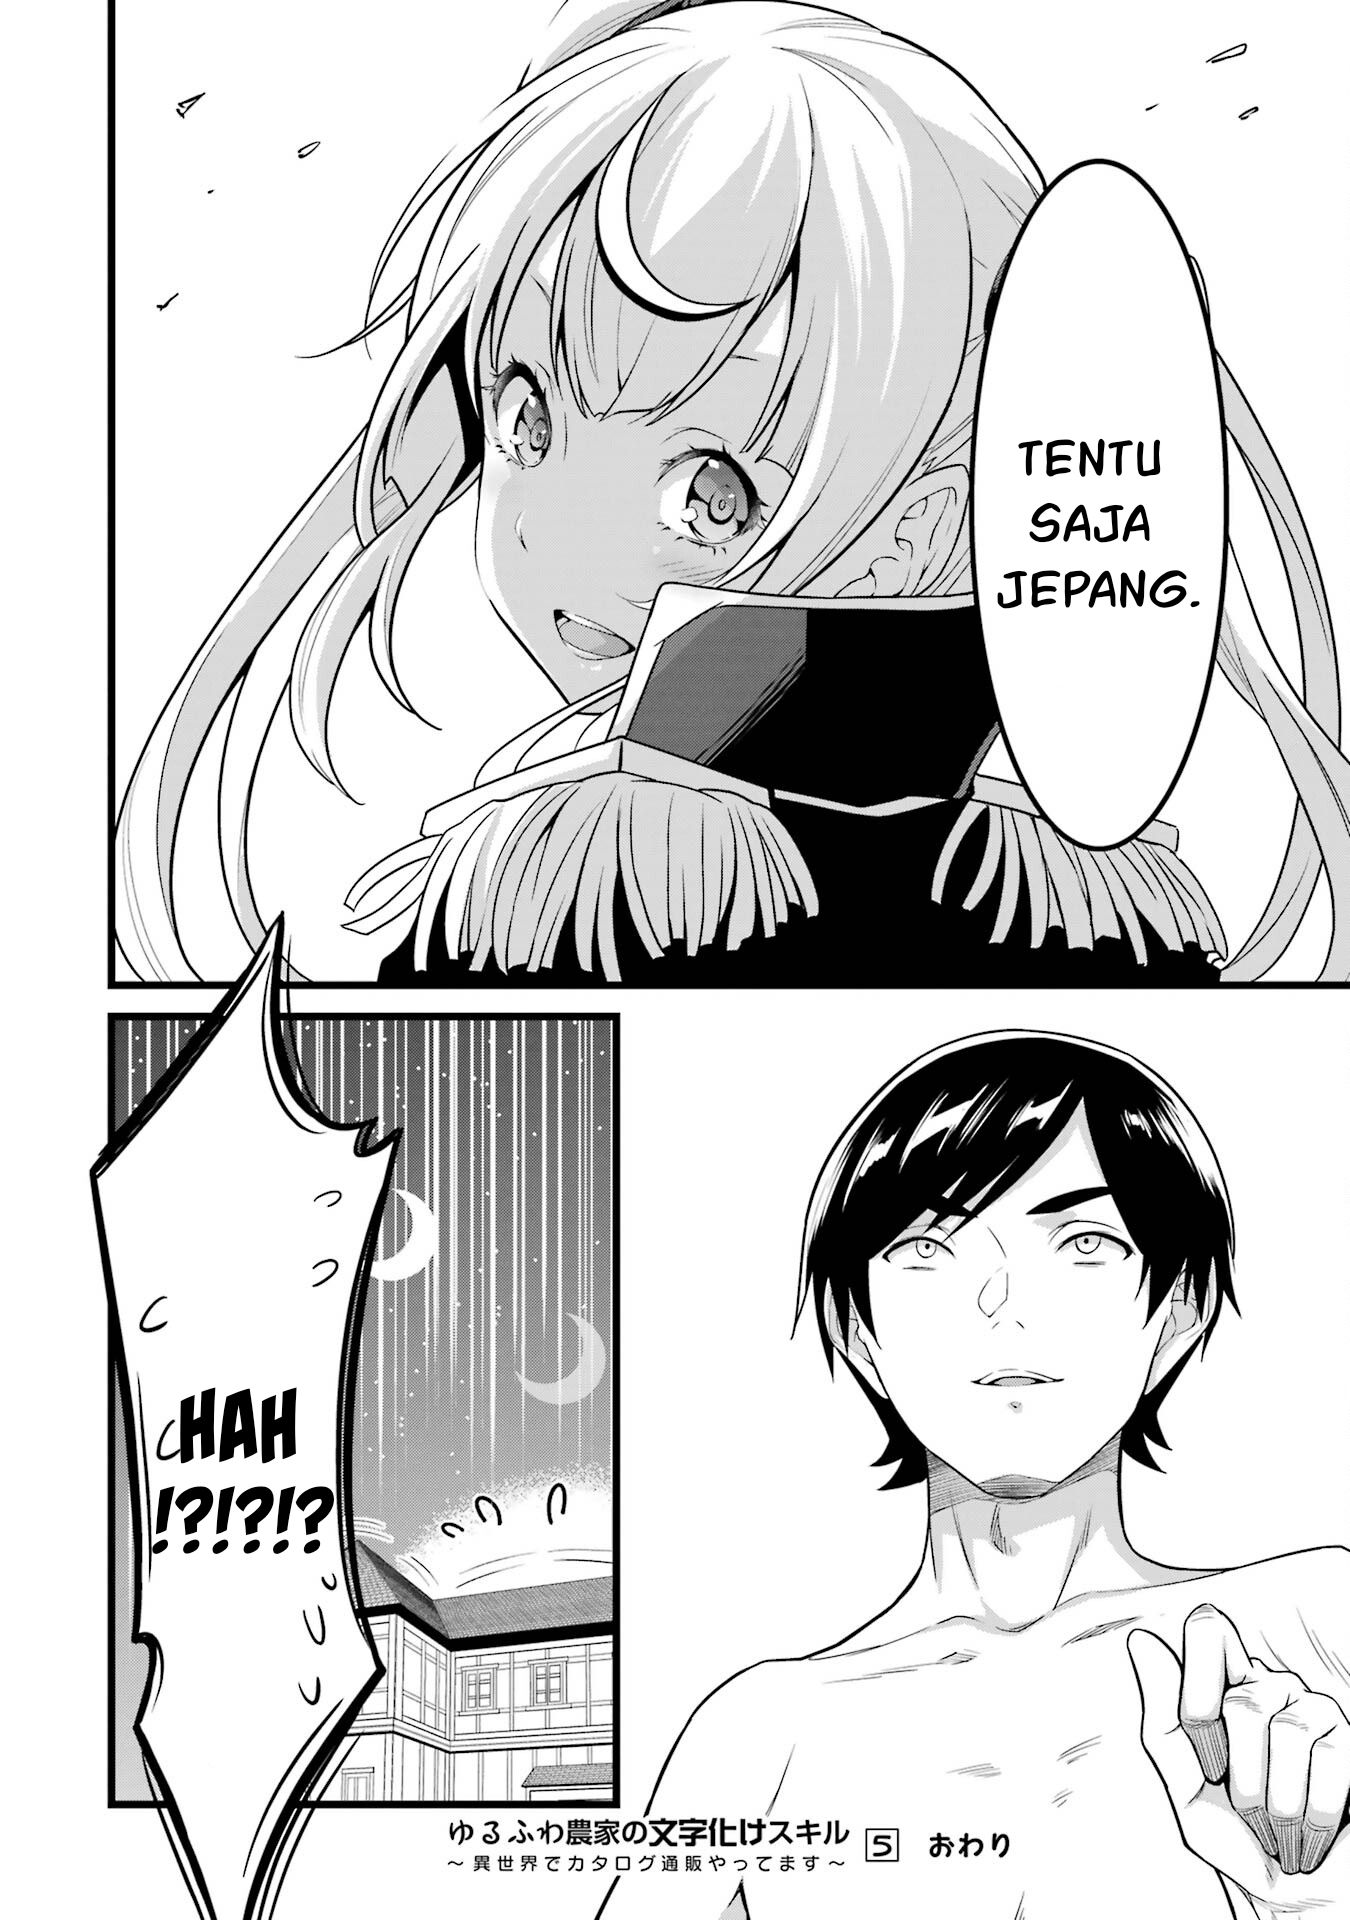 TENTU
SAJA
JEPANG.
HAH
!?!?!?
ゆるふわ農家の文字化けスキル
～異世界でカタログ通販やってます～
5 おわり